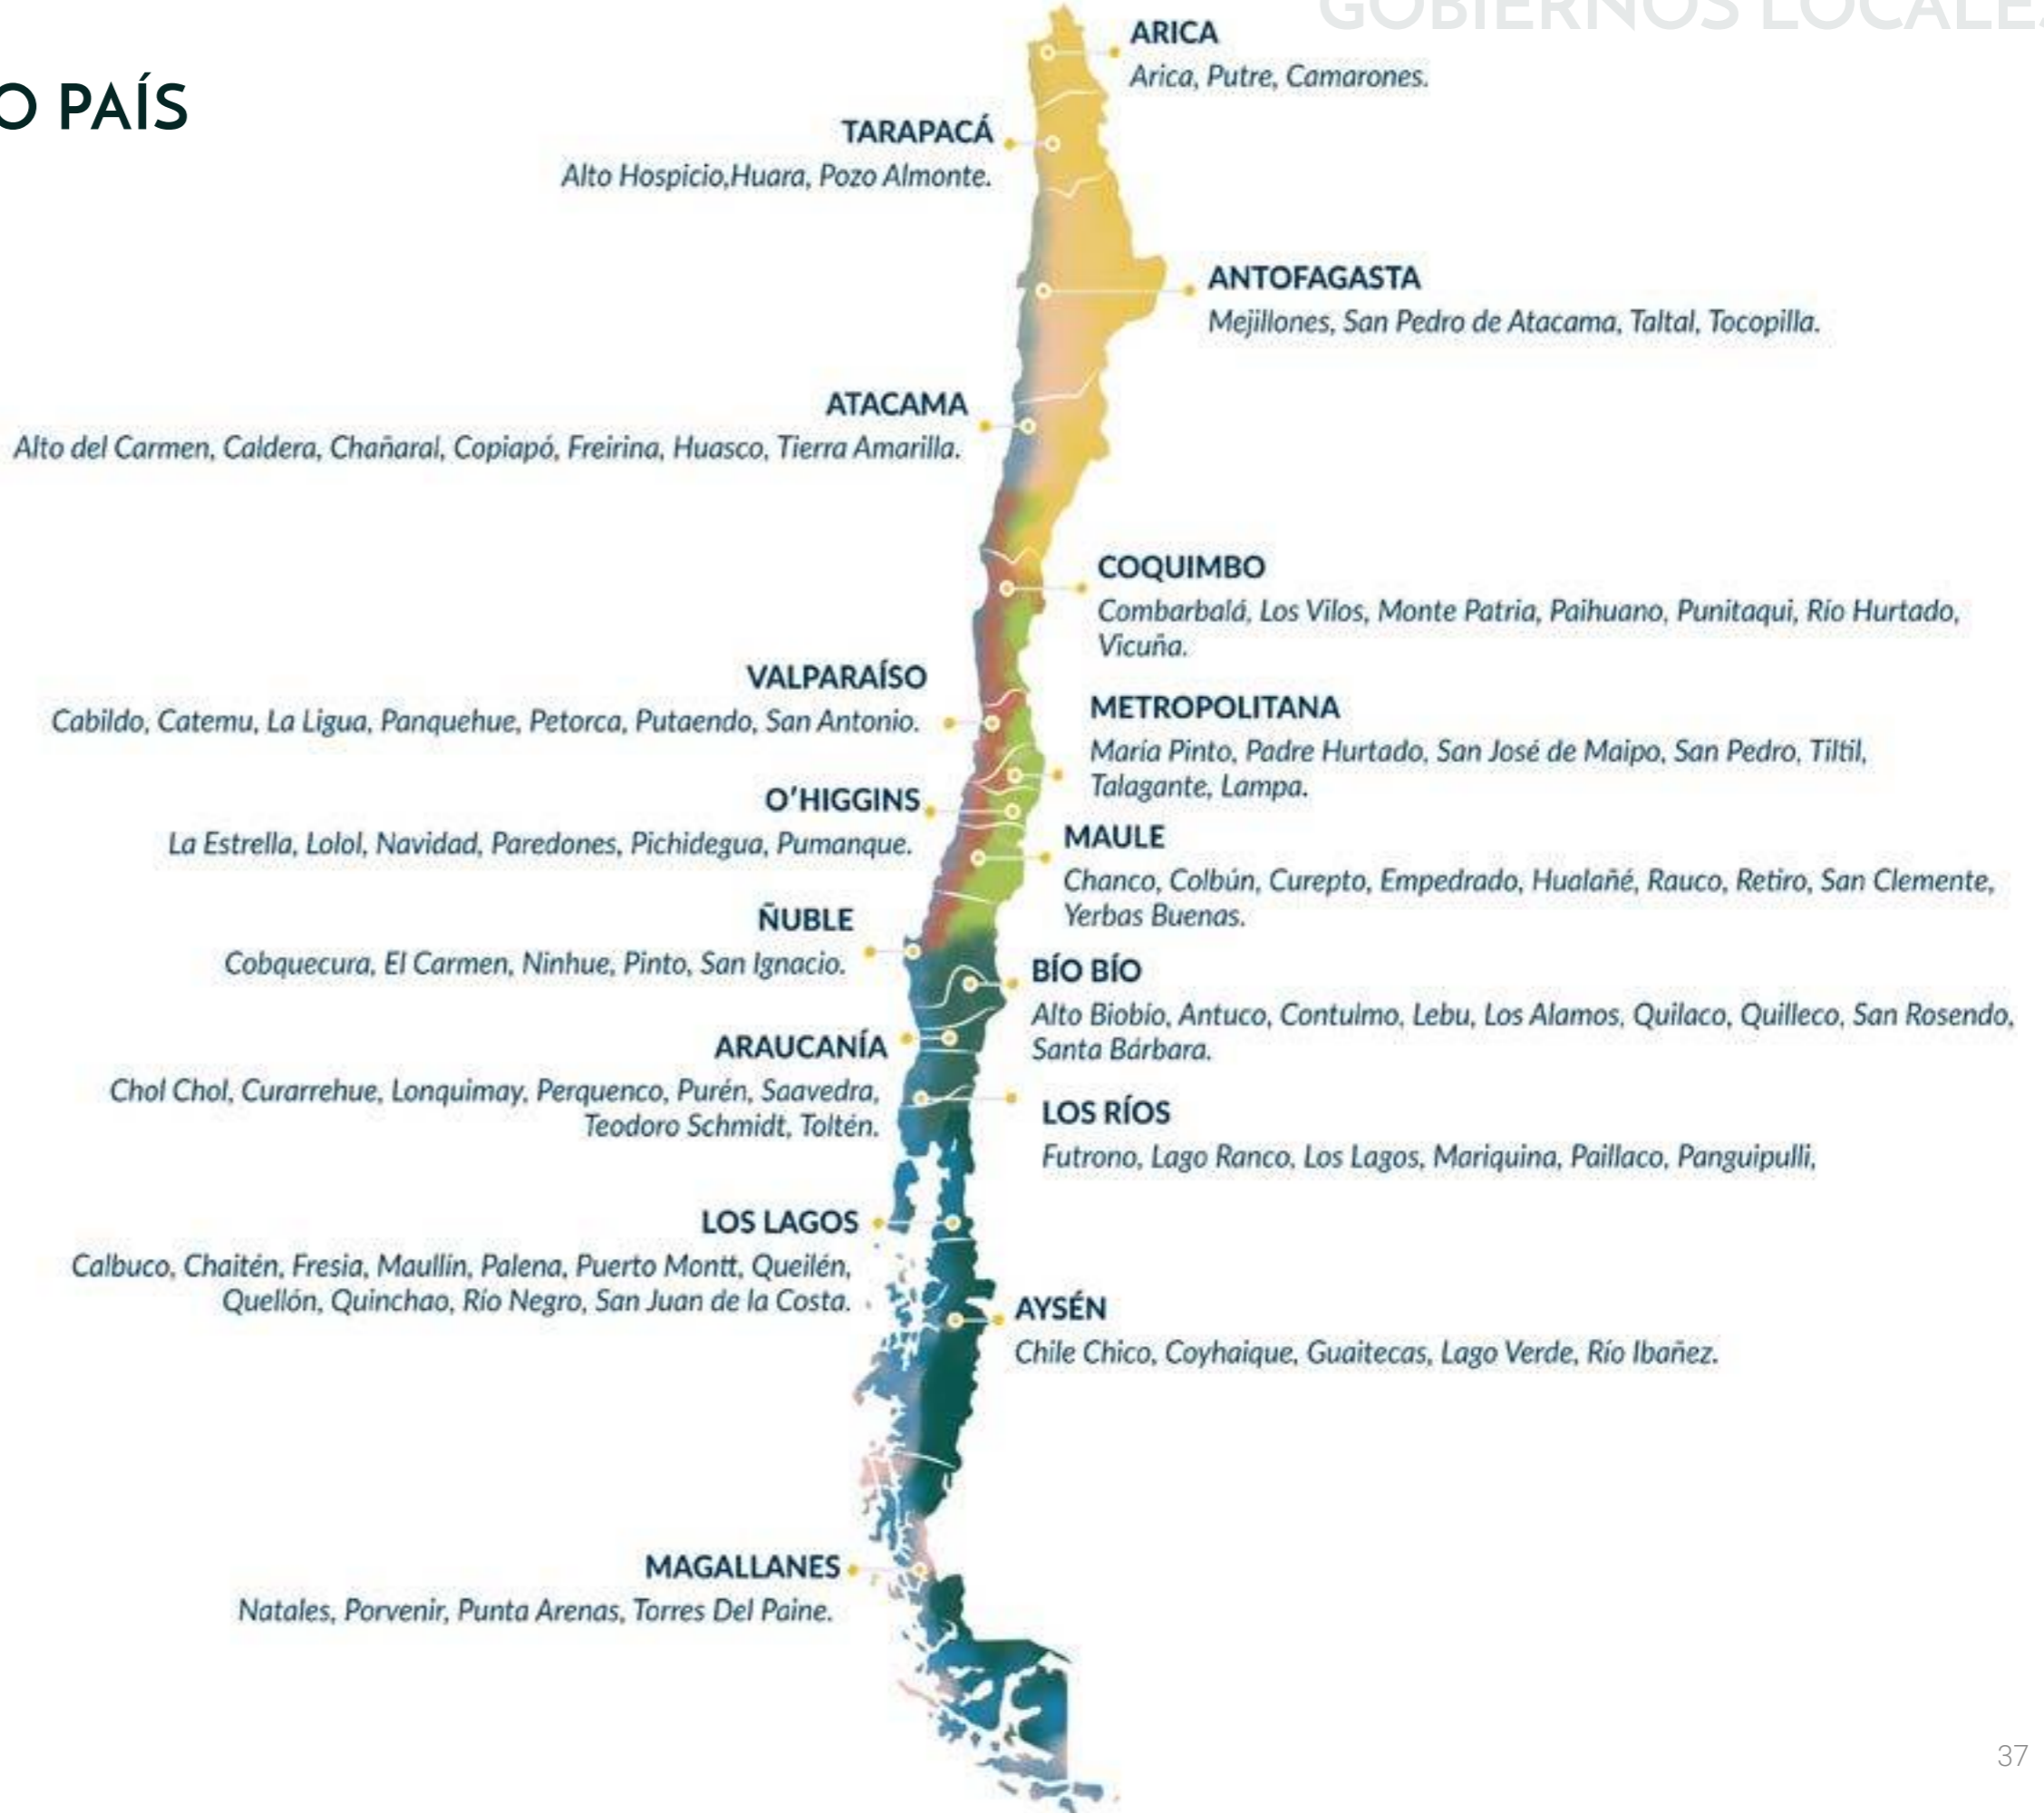 GOBIERNOS LOCALES
O PAÍS
ARICA
Arica, Putre, Camarones.
TARAPACÁ
Alto Hospicio,Huara, Pozo Almonte.
ANTOFAGASTA
Mejillones, San Pedro de Atacama, Taltal, Tocopilla.
ATACAMA
Alto del Carmen, Caldera, Chañaral, Copiapó, Freirina, Huasco, Tierra Amarilla.
COQUIMBO
Combarbalá, Los Vilos, Monte Patria, Paihuano, Punitaqui, Río Hurtado,
Vicuña.
VALPARAÍSO
Cabildo, Catemu, La Ligua, Panquehue, Petorca, Putaendo, San Antonio.
METROPOLITANA
María Pinto, Padre Hurtado, San José de Maipo, San Pedro, Tiltil,
Talagante, Lampa.
O'HIGGINS
La Estrella, Lolol, Navidad, Paredones, Pichidegua, Pumanque.
MAULE
Chanco, Colbún, Curepto, Empedrado, Hualañé, Rauco, Retiro, San Clemente,
Yerbas Buenas.
ÑUBLE
Cobquecura, El Carmen, Ninhue, Pinto, San Ignacio.
BÍO BÍO
Alto Biobío, Antuco, Contulmo, Lebu, Los Alamos, Quilaco, Quilleco, San Rosendo,
Santa Bárbara.
ARAUCANÍA
Chol Chol, Curarrehue, Lonquimay, Perquenco, Purén, Saavedra,
Teodoro Schmidt, Toltén.
LOS RÍOS
Futrono, Lago Ranco, Los Lagos, Mariquina, Paillaco, Panguipulli,
LOS LAGOS
Calbuco, Chaitén, Fresia, Maullín, Palena, Puerto Montt, Queilén,
Quellón, Quinchao, Río Negro, San Juan de la Costa.
AYSÉN
Chile Chico, Coyhaique, Guaitecas, Lago Verde, Río Ibañez.
MAGALLANES
Natales, Porvenir, Punta Arenas, Torres Del Paine.
37